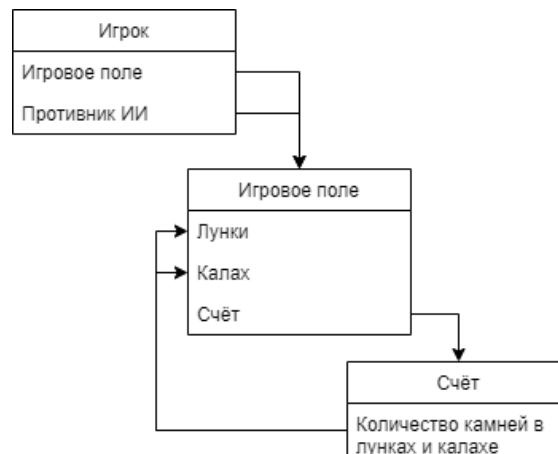 Игрок
Игровое поле
Противник ИИ
Игровое поле
Лунки
Калах
Счёт
Счёт
Количество камней в
лунках и калахе